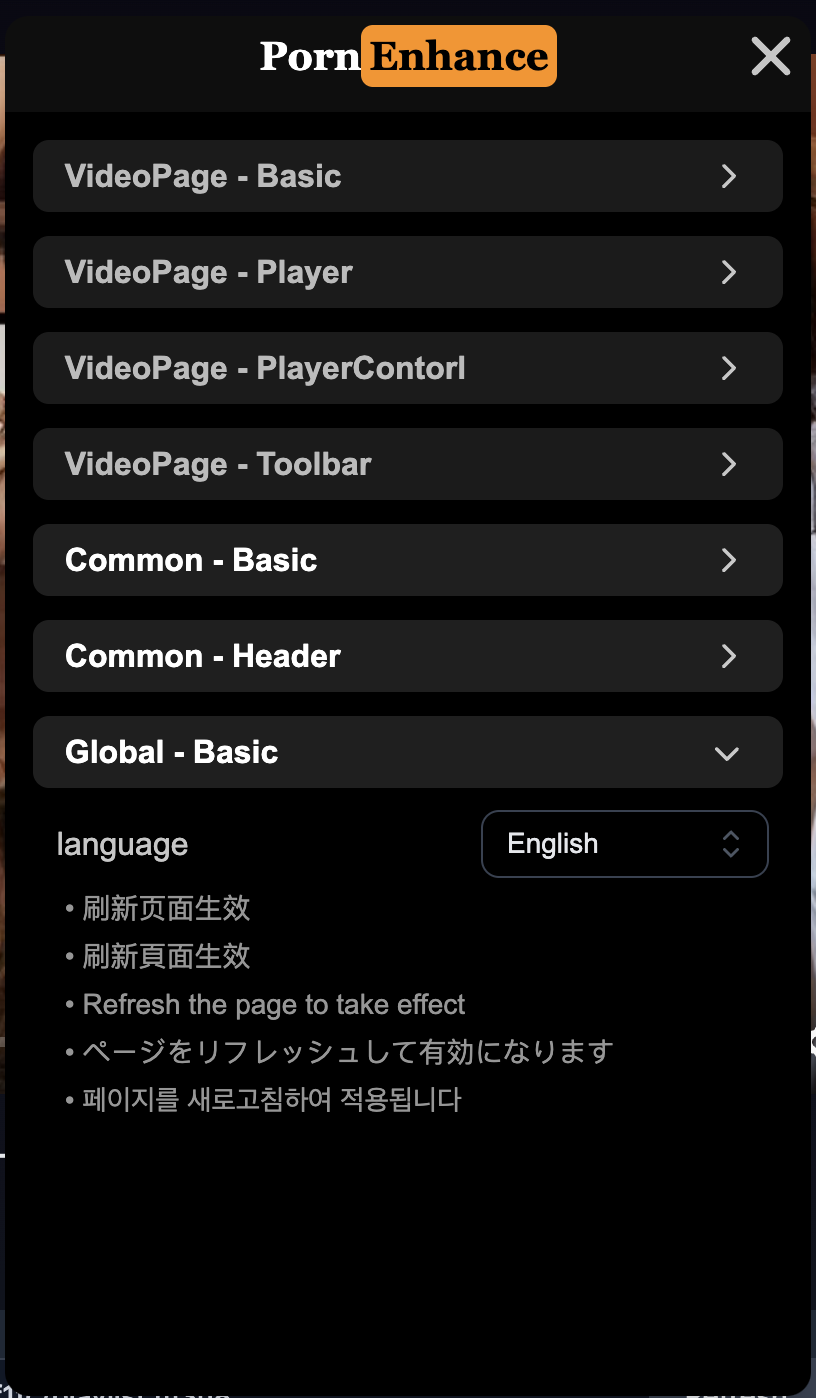 Porn Enhance
VideoPage - Basic
VideoPage - Player
VideoPage - PlayerContorl
VideoPage - Toolbar
Common - Basic
Common - Header
Global - Basic
language
English
• 刷新页面生效
• 刷新頁面生效
• Refresh the page to take effect
• ページをリフレッシュして有効になります
• 페이지를 새로고침하여 적용됩니다